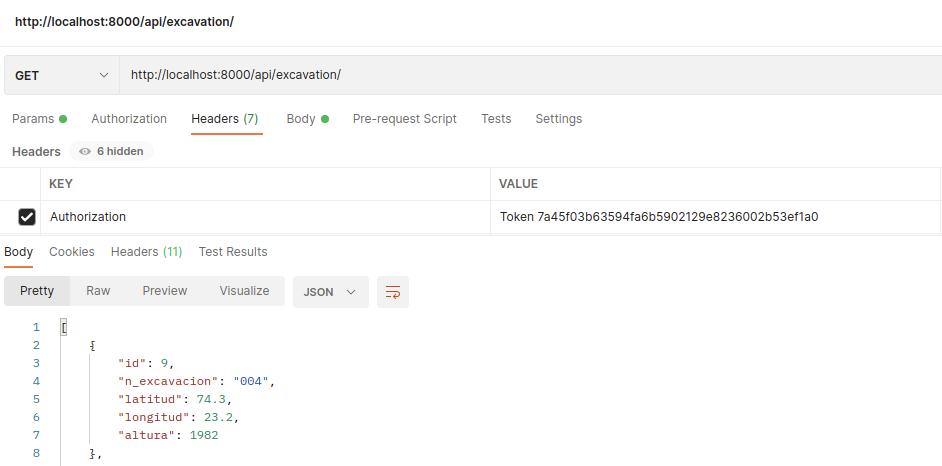 http://localhost:8000/api/excavation/
GET http://localhost:8000/api/excavation/
Params Authorization Headers (7) Body Pre-request Script Tests Settings
Headers 6 hidden
KEY VALUE
Authorization Token 7a45f03b63594fa6b5902129e8236002b53ef1a0
Body Cookies Headers (11) Test Results
Pretty Raw Preview Visualize JSON
1 [
2 {
3 "id": 9,
4 "n_excavacion": "004",
5 "latitud": 74.3,
6 "longitud": 23.2,
7 "altura": 1982
8 },